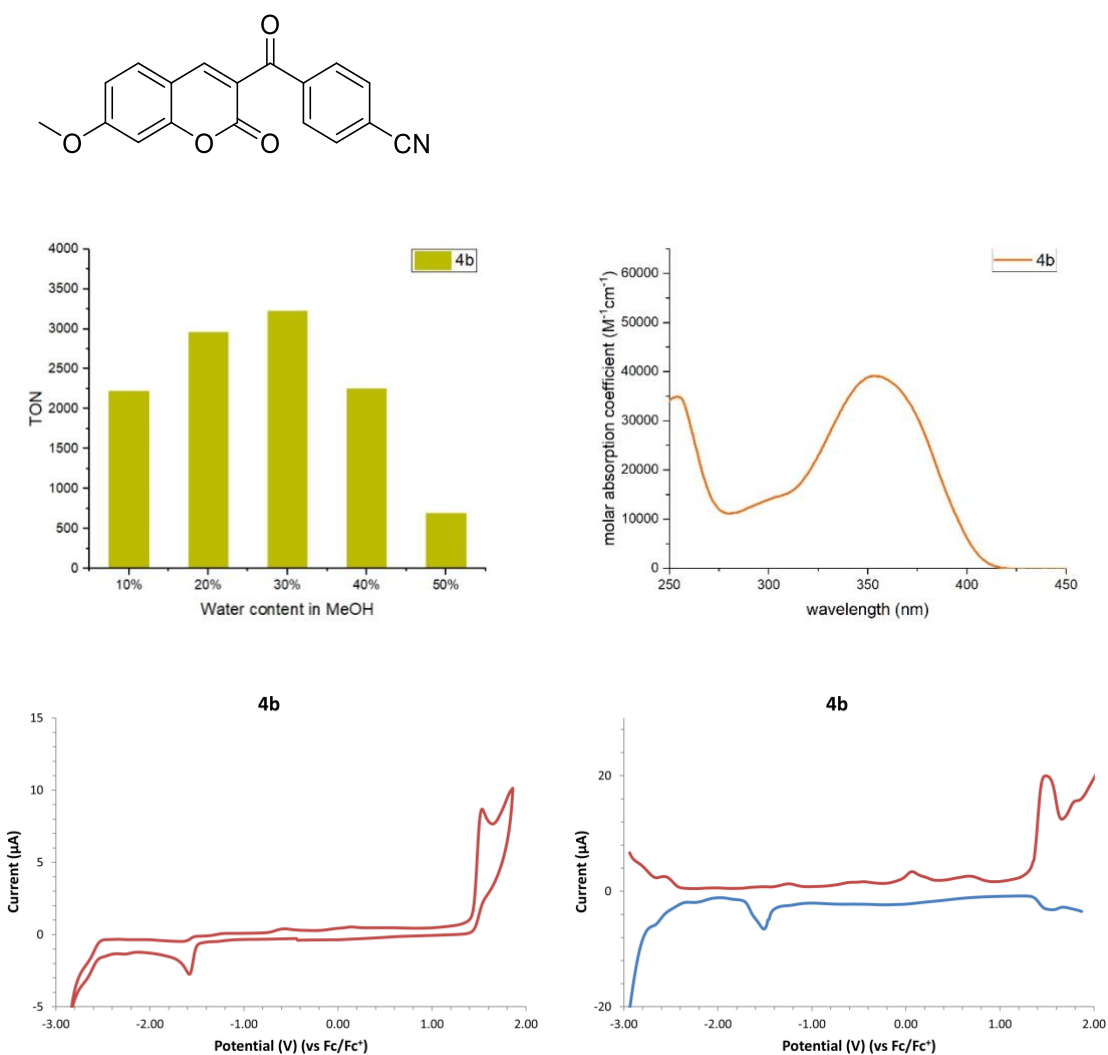 O
O
O
O
CN
4b
4000
3500
3000
2500
2000
1500
1000
500
0
TON
10% 20% 30% 40% 50%
Water content in MeOH
4b
60000
50000
40000
30000
20000
10000
0
molar absorption coefficient (M⁻¹cm⁻¹)
250 300 350 400 450
wavelength (nm)
4b
15
10
5
0
-5
Current (μA)
-3.00 -2.00 -1.00 0.00 1.00 2.00
Potential (V) (vs Fc/Fc⁺)
4b
20
0
-20
Current (μA)
-3.00 -2.00 -1.00 0.00 1.00 2.00
Potential (V) (vs Fc/Fc⁺)